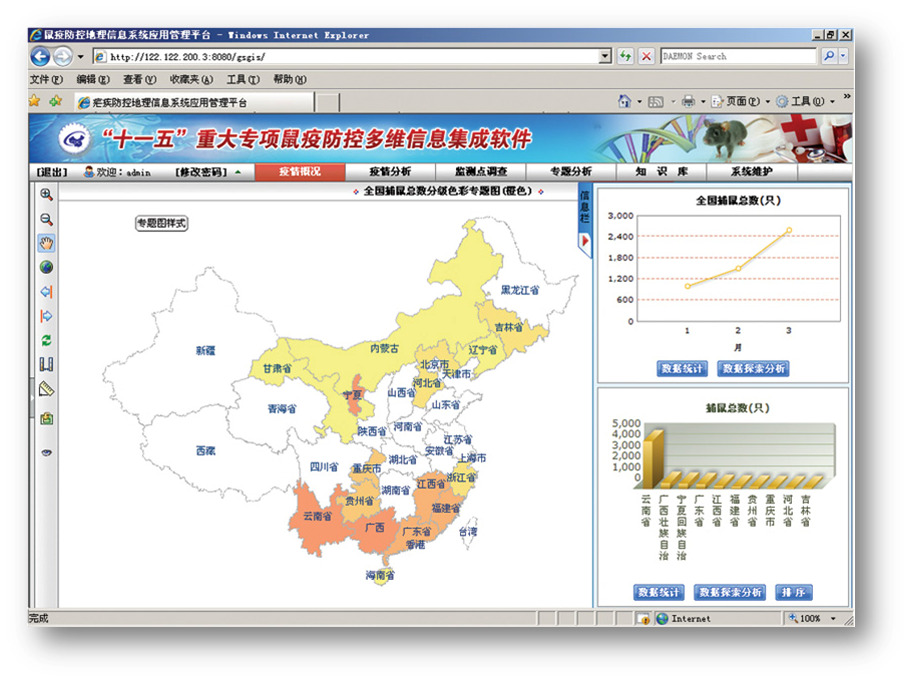 鼠疫防控地理信息系统应用管理平台 - Windows Internet Explorer
http://122.122.200.3:8080/gsgis/
DAEMON Search
文件(F) 编辑(E) 查看(V) 收藏夹(A) 工具(T) 帮助(H)
疟疾防控地理信息系统应用管理平台
页面(P) 工具(O) »
“十一五”重大专项鼠疫防控多维信息集成软件
[退出] 欢迎: admin [修改密码] 疫情概况 疫情分析 监测点调查 专题分析 知 识 库 系统维护
全国捕鼠总数分级色彩专题图(橙色)
信息栏
专题图样式
黑龙江省
吉林省
内蒙古
辽宁省
新疆
甘肃省
北京市
天津市
河北省
宁夏
山西省
山东省
青海省
陕西省
河南省
江苏省
安徽省
西藏
上海市
四川省
重庆市
湖北省
浙江省
江西省
湖南省
贵州省
福建省
云南省
广西
广东省
台湾
香港
海南省
全国捕鼠总数(只)
3,000
2,400
1,800
1,200
600
0
1 2 3
月
数据统计 数据探索分析
捕鼠总数(只)
5,000
4,000
3,000
2,000
1,000
0
云南省 广西壮族自治 宁夏回族自治 广东省 江西省 福建省 贵州省 重庆市 河北省 吉林省
数据统计 数据探索分析 排 序
完成 Internet 100%